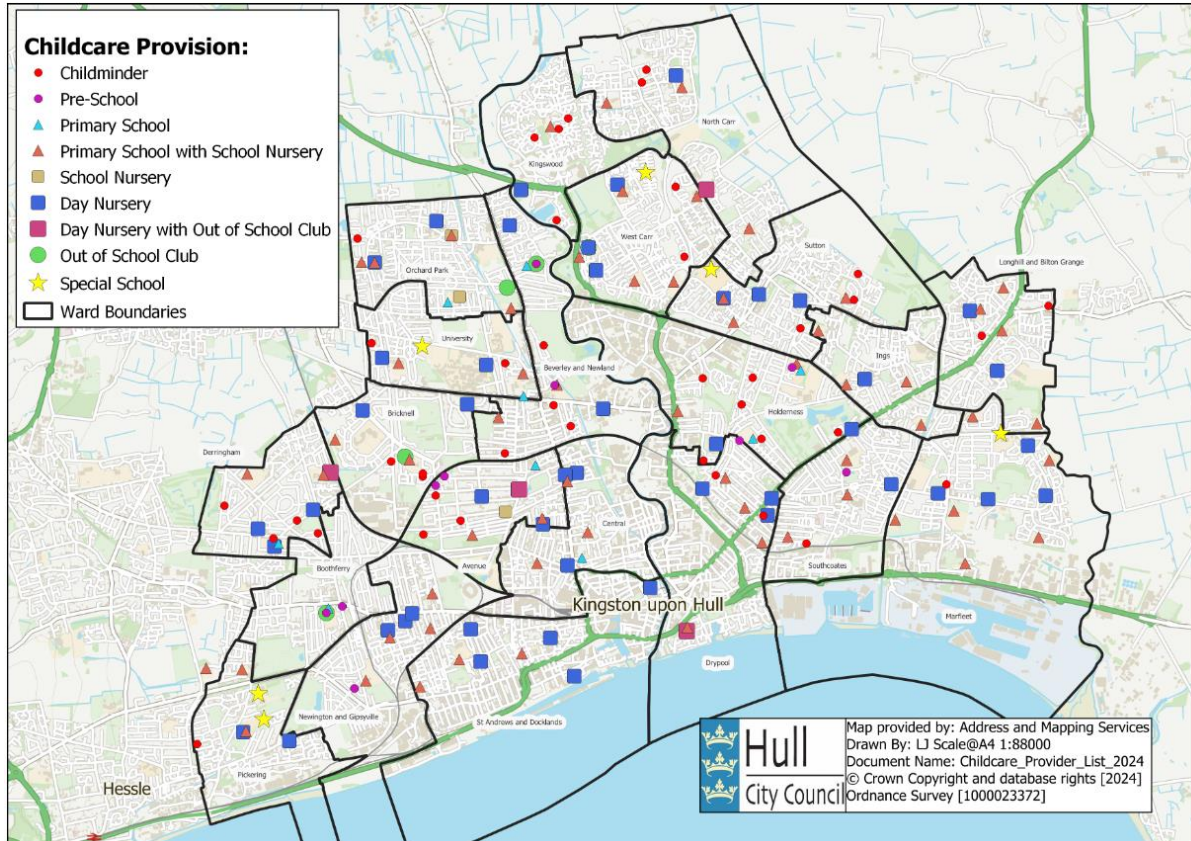 Childcare Provision:
Childminder
Pre-School
Primary School
Primary School with School Nursery
School Nursery
Day Nursery
Day Nursery with Out of School Club
Out of School Club
Special School
Ward Boundaries
North Carr
Kingswood
West Carr
Sutton
Orchard Park
Longhill and Bilton Grange
University
Beverley and Newland
Ings
Bricknell
Holderness
Derringham
Central
Boothferry
Avenue
Southcoates
Kingston upon Hull
Marfleet
Drypool
Newington and Gipsyville
St Andrews and Docklands
Pickering
Hessle
Hull
City Council
Map provided by: Address and Mapping Services
Drawn By: LJ Scale@A4 1:88000
Document Name: Childcare_Provider_List_2024
© Crown Copyright and database rights [2024]
Ordnance Survey [1000023372]